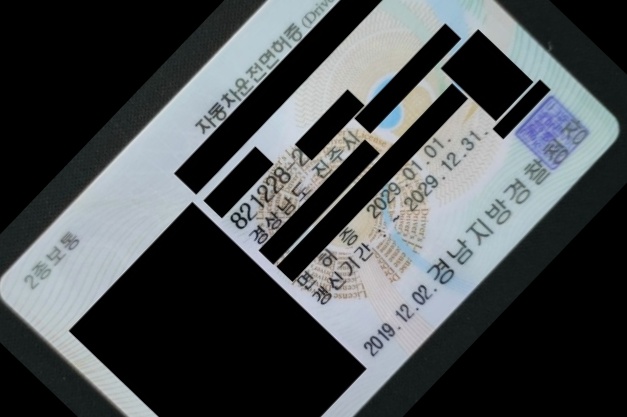 자동차운전면허증 (Drive
2종보통
821228-2
경상남도 진주시
면 허 증
갱신기간 :
2029. 01. 01.
~ 2029. 12. 31.
2019. 12. 02.
경남지방경찰청장